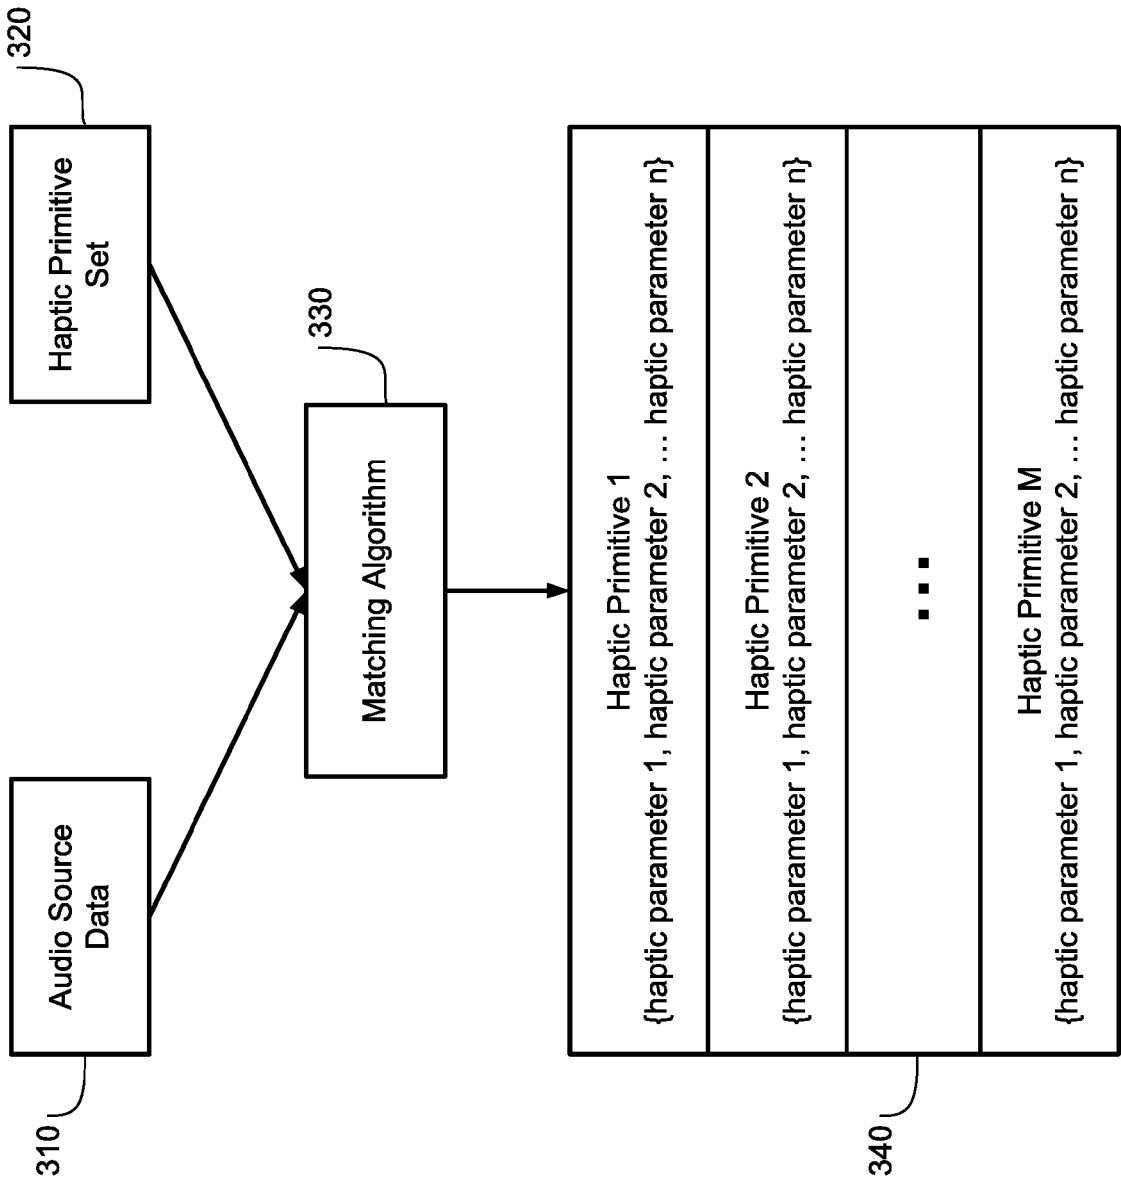 310
Audio Source
Data
320
Haptic Primitive
Set
330
Matching Algorithm
340
Haptic Primitive 1
{haptic parameter 1, haptic parameter 2, ... haptic parameter n}
Haptic Primitive 2
{haptic parameter 1, haptic parameter 2, ... haptic parameter n}
...
Haptic Primitive M
{haptic parameter 1, haptic parameter 2, ... haptic parameter n}